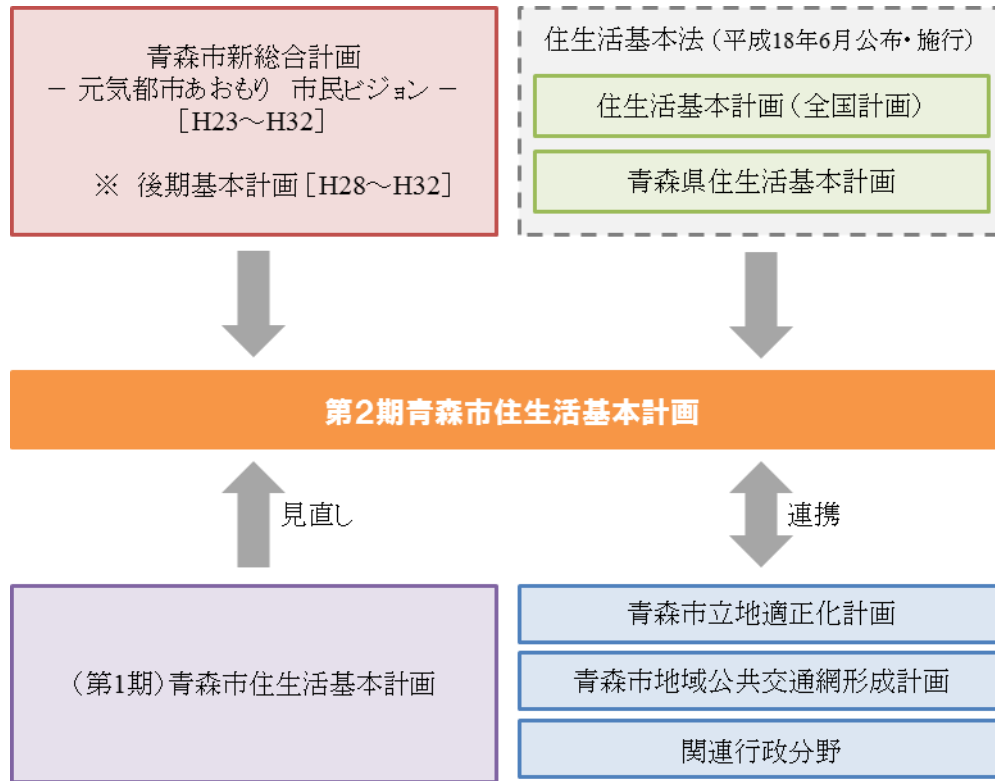 青森市新総合計画
－ 元気都市あおもり 市民ビジョン －
［H23～H32］
※ 後期基本計画［H28～H32］
住生活基本法（平成18年6月公布・施行）
住生活基本計画（全国計画）
青森県住生活基本計画
第2期青森市住生活基本計画
見直し
連携
（第1期）青森市住生活基本計画
青森市立地適正化計画
青森市地域公共交通網形成計画
関連行政分野